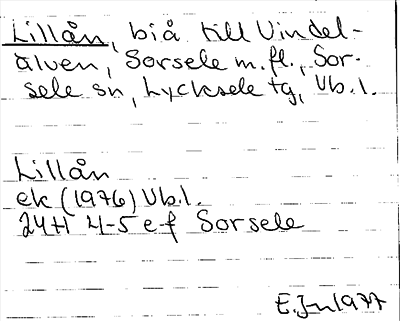 Lillån, biå till Vindel-
älven, Sorsele m.fl., Sor-
sele sn, Lycksele tg, Vb.l.
Lillån
ek (1976) Vb.l.
24H 4-5 e-f Sorsele
E.Jn 1977